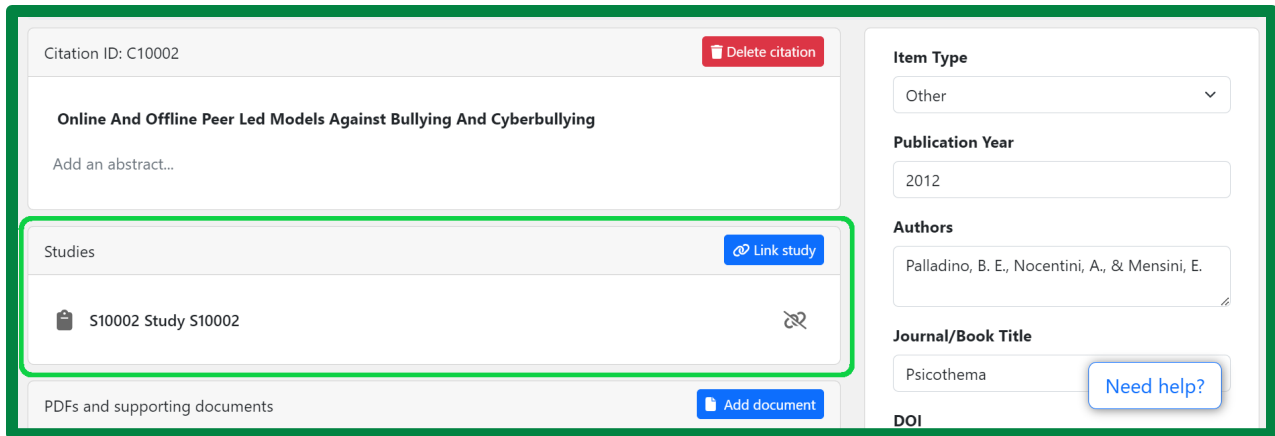 Citation ID: C10002
Delete citation
Online And Offline Peer Led Models Against Bullying And Cyberbullying
Add an abstract...
Studies
Link study
S10002 Study S10002
PDFs and supporting documents
Add document
Item Type
Other
Publication Year
2012
Authors
Palladino, B. E., Nocentini, A., & Mensini, E.
Journal/Book Title
Psicothema
Need help?
DOI